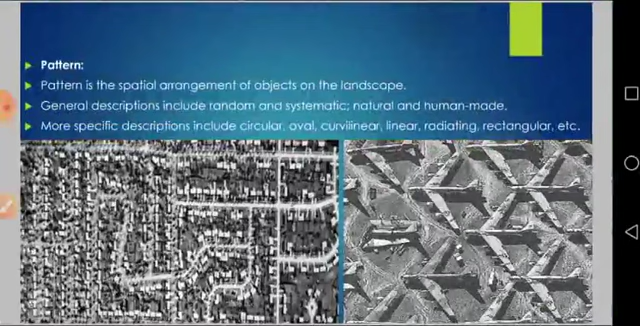 Pattern:
Pattern is the spatial arrangement of objects on the landscape.
General descriptions include random and systematic; natural and human-made.
More specific descriptions include circular, oval, curvilinear, linear, radiating, rectangular, etc.